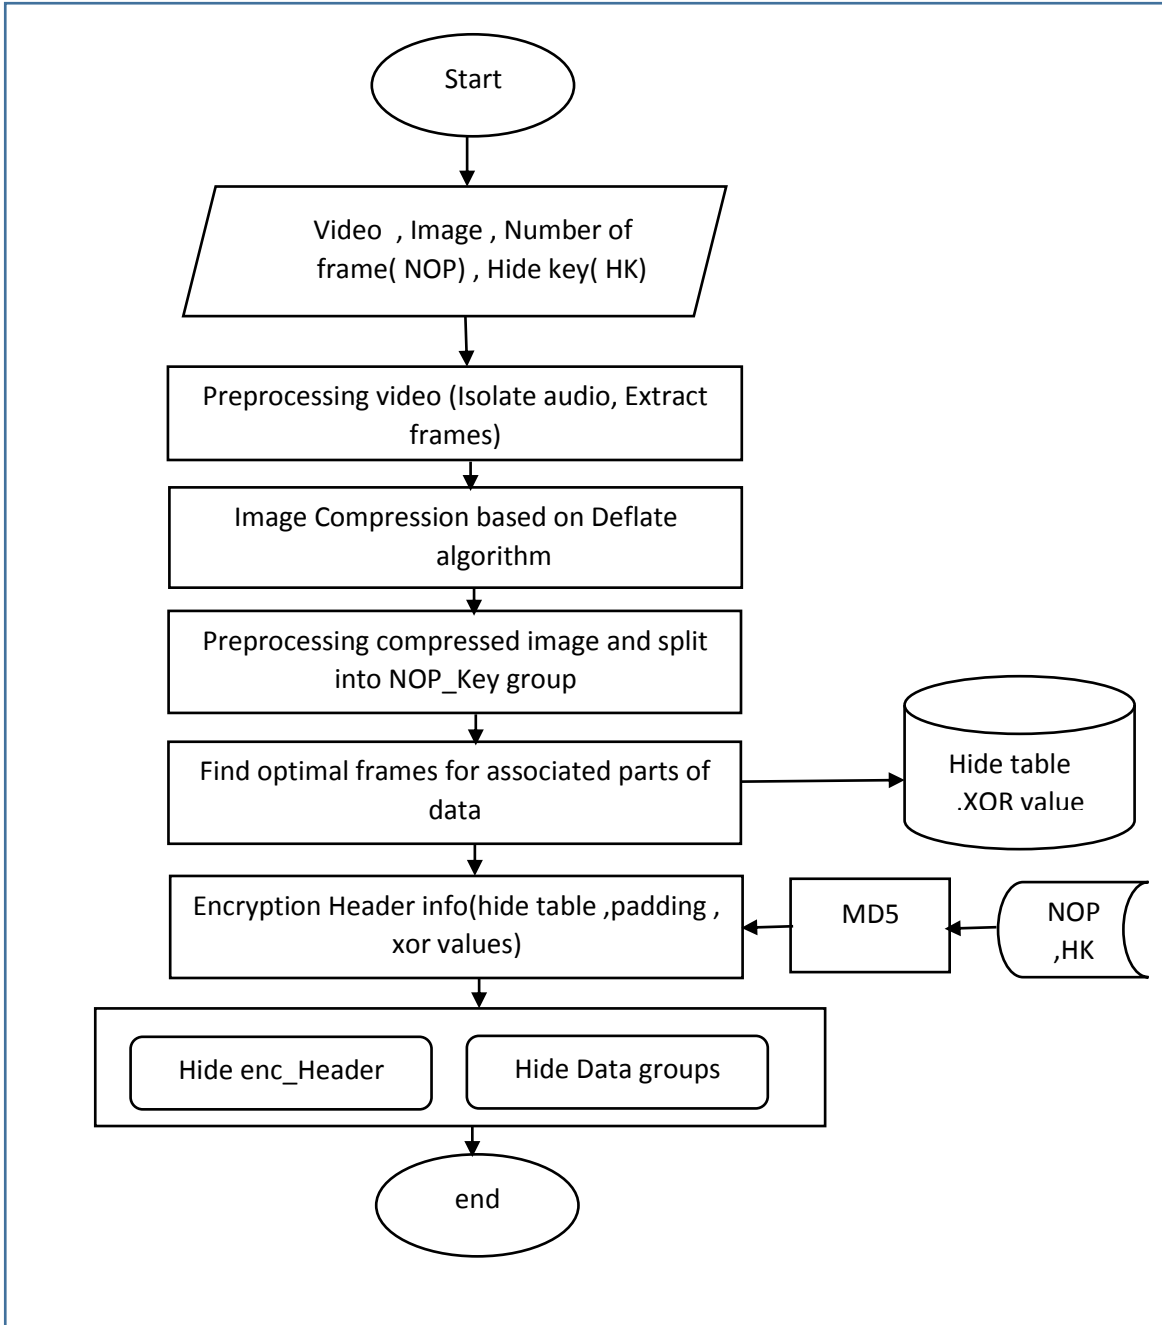 Start
Video , Image , Number of
frame( NOP) , Hide key( HK)
Preprocessing video (Isolate audio, Extract
frames)
Image Compression based on Deflate
algorithm
Preprocessing compressed image and split
into NOP_Key group
Find optimal frames for associated parts of
data
Hide table
,XOR value
Encryption Header info(hide table ,padding ,
xor values)
MD5
NOP
,HK
Hide enc_Header
Hide Data groups
end